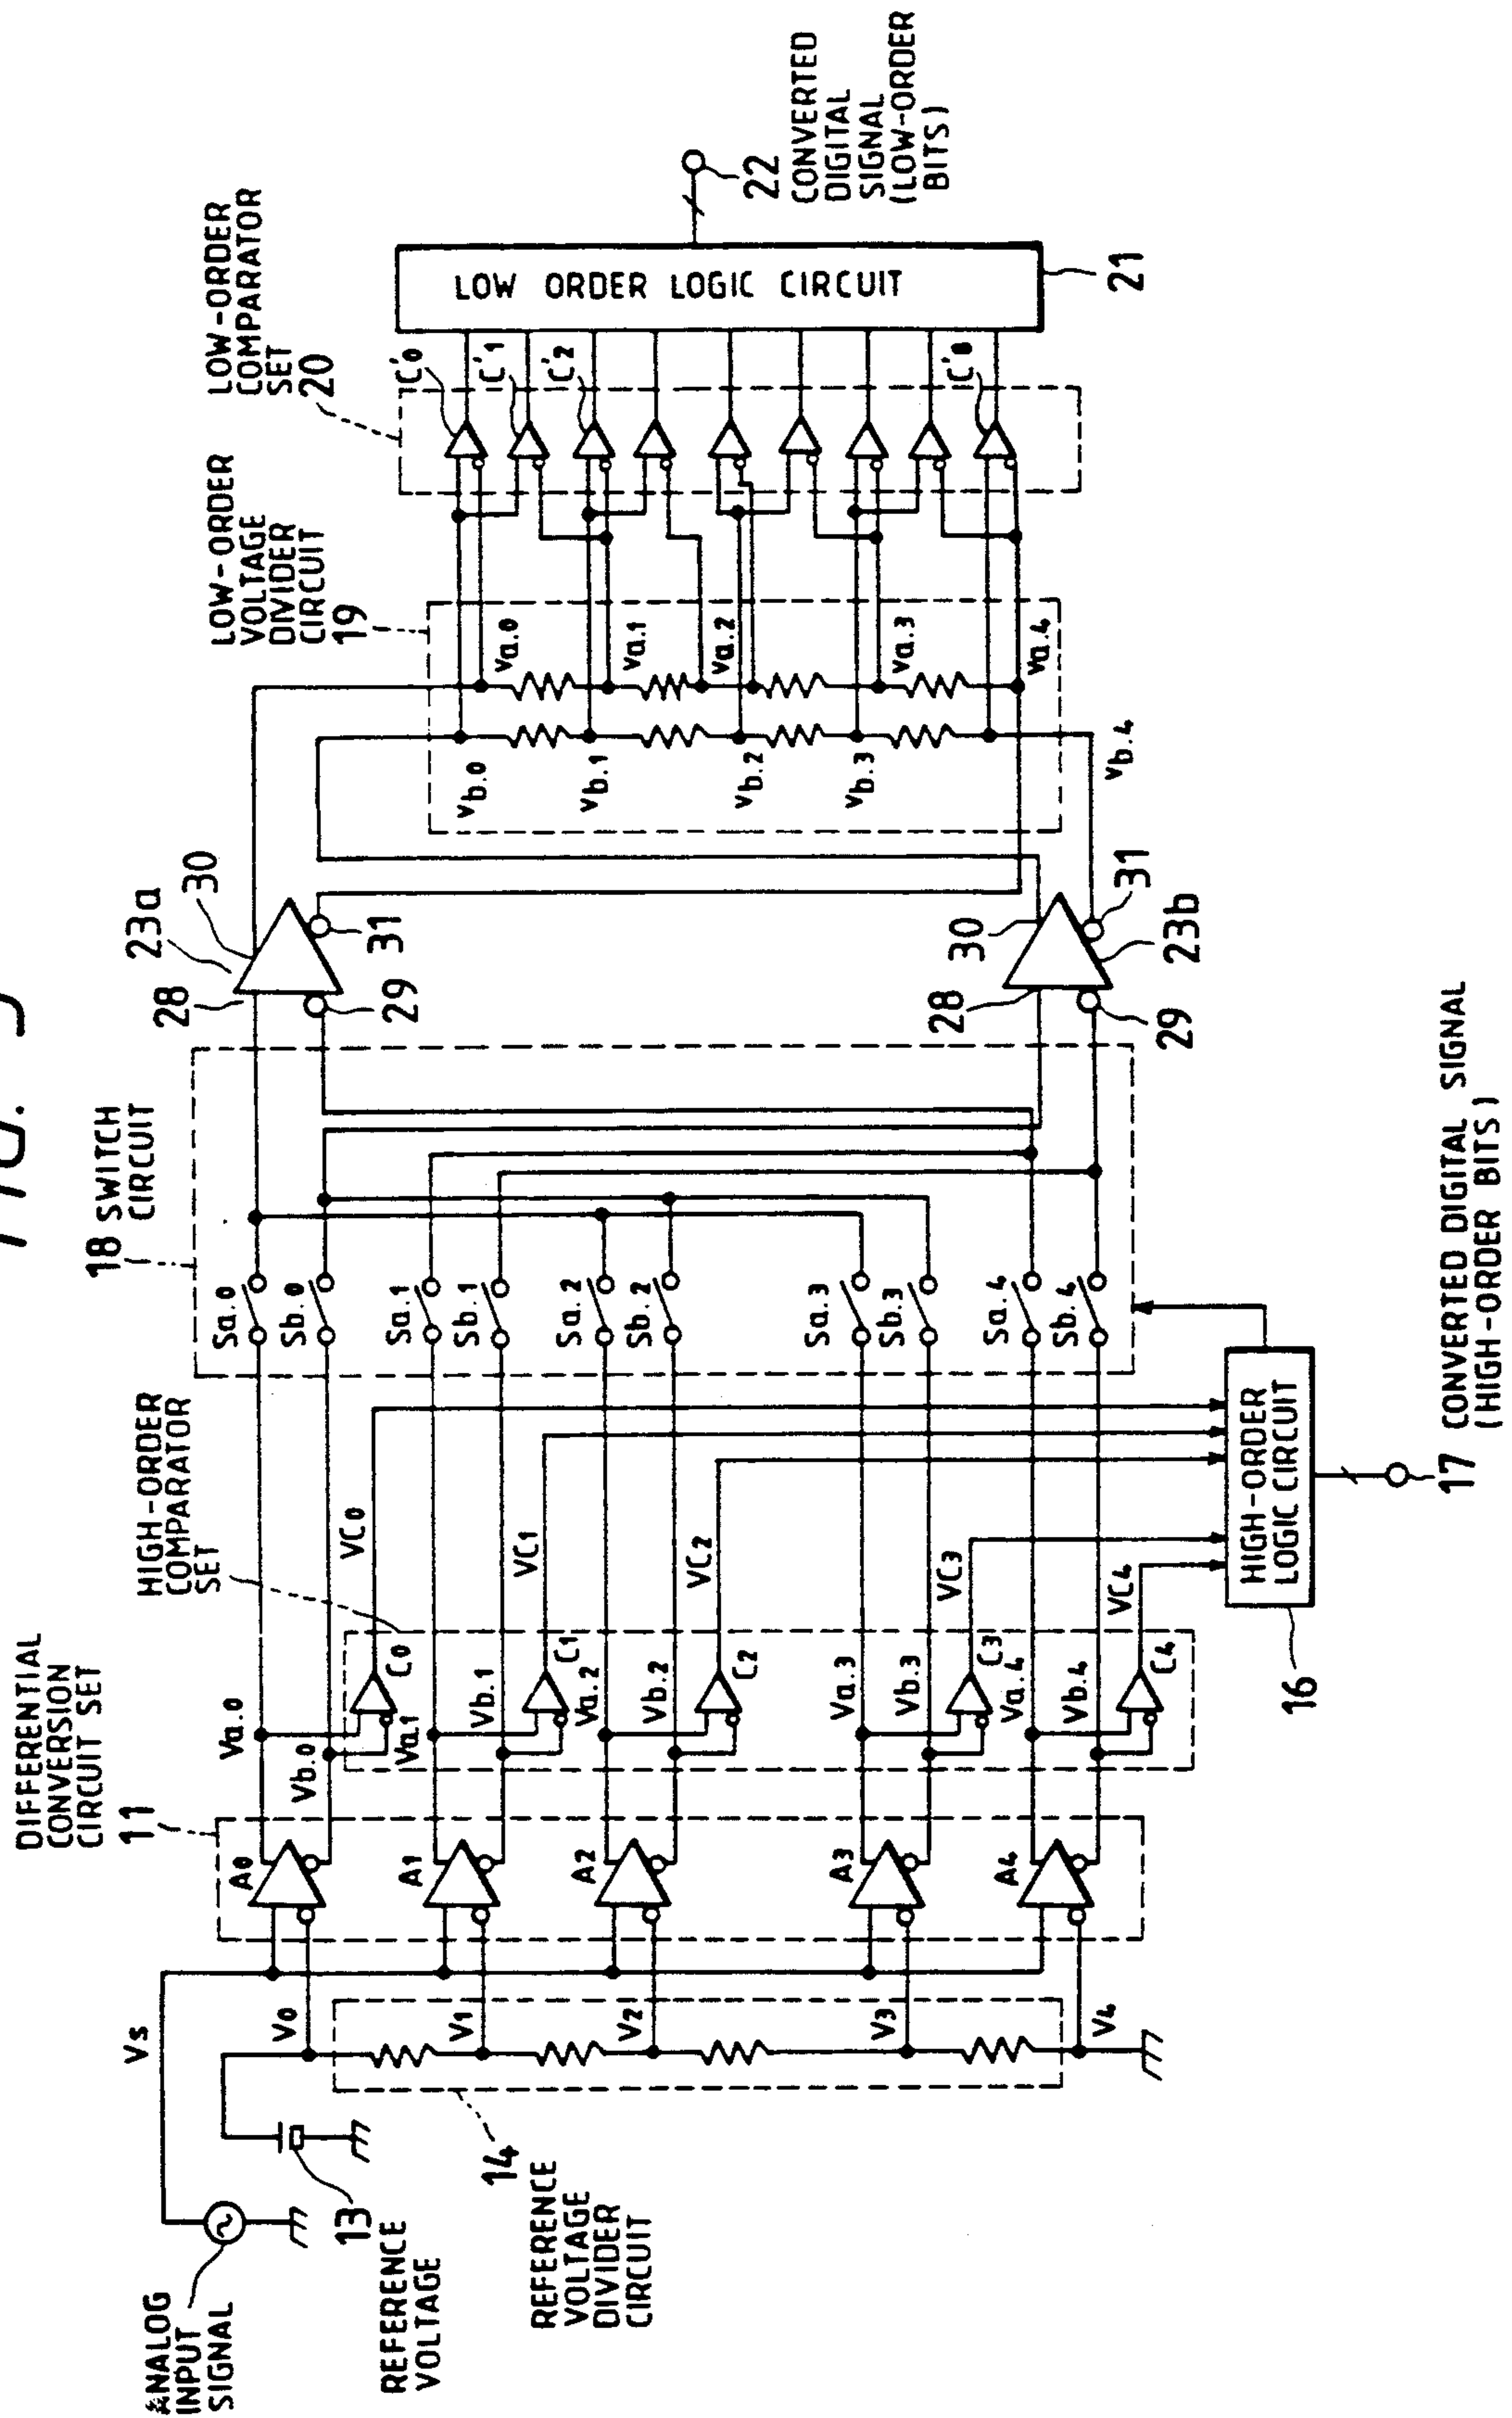 FIG. 5
ANALOG
INPUT
SIGNAL
13
REFERENCE
VOLTAGE
14
REFERENCE
VOLTAGE
DIVIDER
CIRCUIT
Vs
V0
V1
V2
V3
V4
DIFFERENTIAL
CONVERSION
CIRCUIT SET
11
A0
A1
A2
A3
A4
HIGH-ORDER
COMPARATOR
SET
Va.0
Vb.0
Va.1
Vb.1
Va.2
Vb.2
Va.3
Vb.3
Va.4
Vb.4
C0
C1
C2
C3
C4
VC0
VC1
VC2
VC3
VC4
16
HIGH-ORDER
LOGIC CIRCUIT
17 CONVERTED DIGITAL SIGNAL
(HIGH-ORDER BITS)
18 SWITCH
CIRCUIT
Sa.0
Sb.0
Sa.1
Sb.1
Sa.2
Sb.2
Sa.3
Sb.3
Sa.4
Sb.4
28
23a
30
29
31
28
30
29
23b
31
LOW-ORDER
VOLTAGE
DIVIDER
CIRCUIT
19
Vb.0
Vb.1
Vb.2
Vb.3
Vb.4
Va.0
Va.1
Va.2
Va.3
Va.4
LOW-ORDER
COMPARATOR
SET
20
C'0
C'1
C'2
C'8
LOW ORDER LOGIC CIRCUIT
21
22
CONVERTED
DIGITAL
SIGNAL
(LOW-ORDER
BITS)